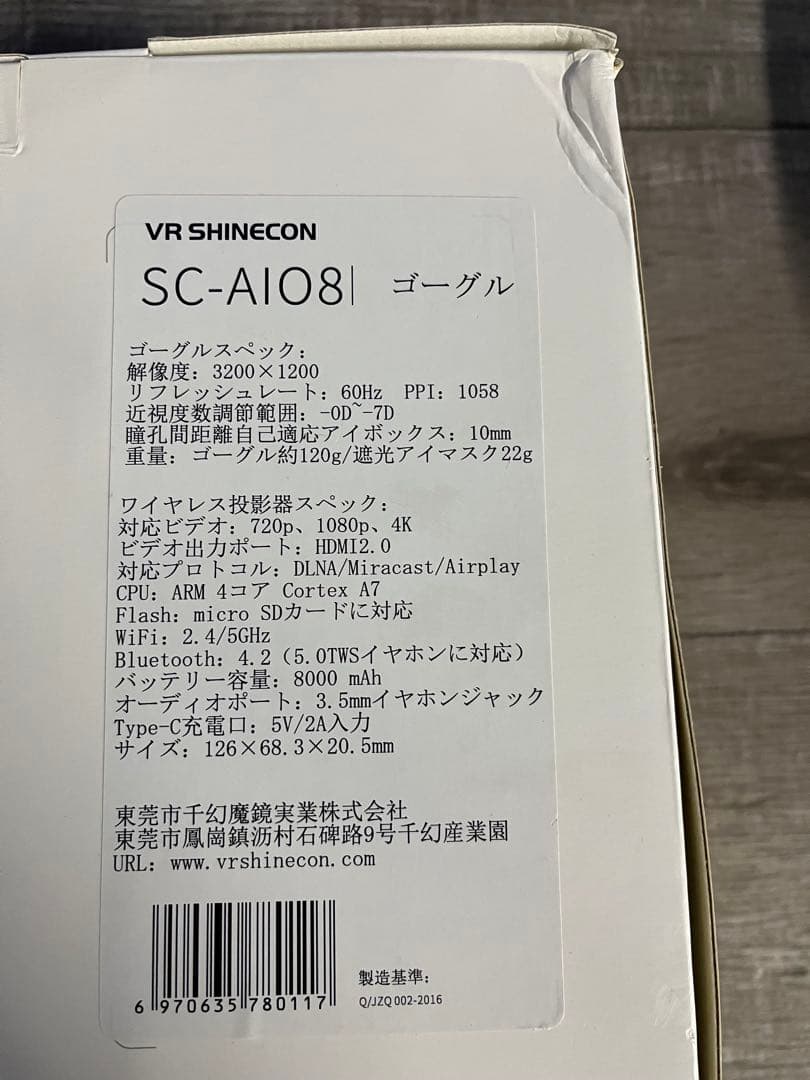 VR SHINECON
SC-AIO8| ゴーグル
ゴーグルスペック：
解像度：3200×1200
リフレッシュレート：60Hz PPI：1058
近視度数調節範囲：-0D~-7D
瞳孔間距離自己適応アイボックス：10mm
重量：ゴーグル約120g/遮光アイマスク22g
ワイヤレス投影器スペック：
対応ビデオ：720p、1080p、4K
ビデオ出力ポート：HDMI2.0
対応プロトコル：DLNA/Miracast/Airplay
CPU：ARM 4コア Cortex A7
Flash：micro SDカードに対応
WiFi：2.4/5GHz
Bluetooth：4.2（5.0TWSイヤホンに対応）
バッテリー容量：8000 mAh
オーディオポート：3.5mmイヤホンジャック
Type-C充電口：5V/2A入力
サイズ：126×68.3×20.5mm
東莞市千幻魔鏡実業株式会社
東莞市鳳崗鎮沥村石碑路9号千幻産業園
URL：www.vrshinecon.com
6 970635 780117
製造基準：
Q/JZQ 002-2016